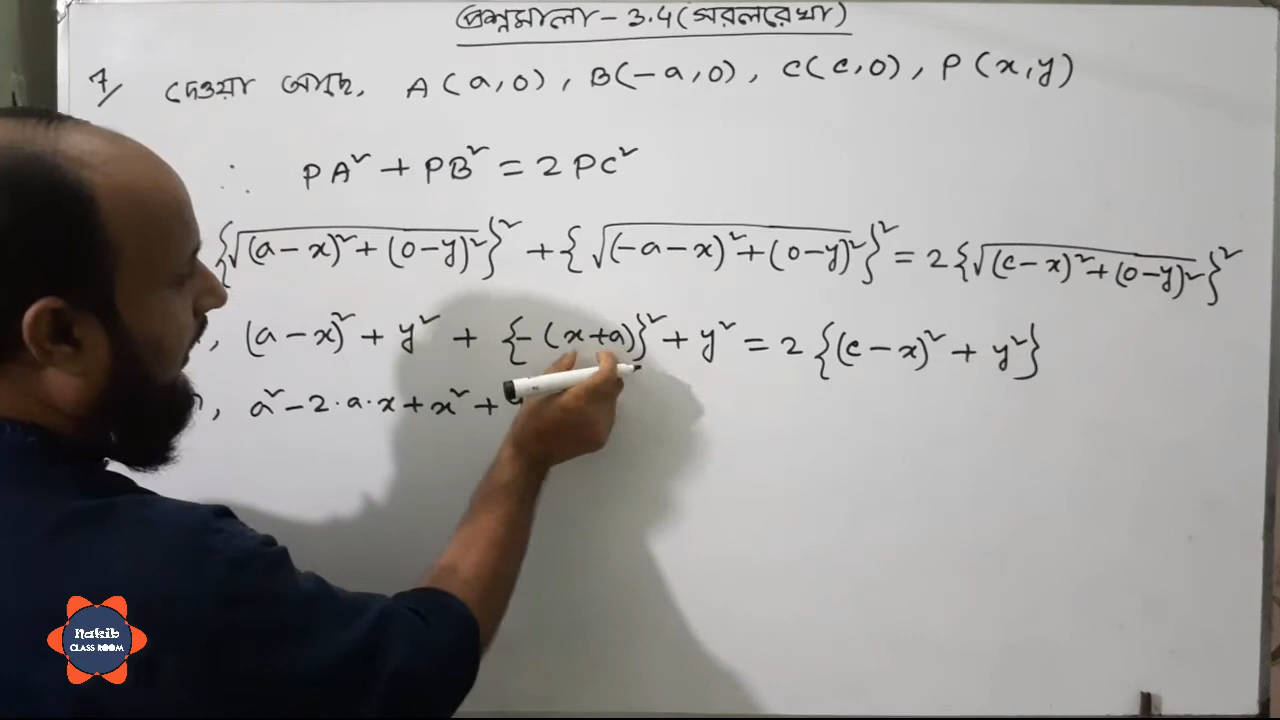 প্রশ্নমালা - 3.4 (সরলরেখা)
7/ দেওয়া আছে, A(a,0), B(-a,0), C(c,0), P(x,y)
∴ PA² + PB² = 2PC²
{√(a-x)²+(0-y)²}² + {√(-a-x)²+(0-y)²}² = 2{√(c-x)²+(0-y)²}²
, (a-x)² + y² + {-(x+a)}² + y² = 2{(c-x)² + y²}
, a² - 2·a·x + x² +
Nakib
CLASS ROOM